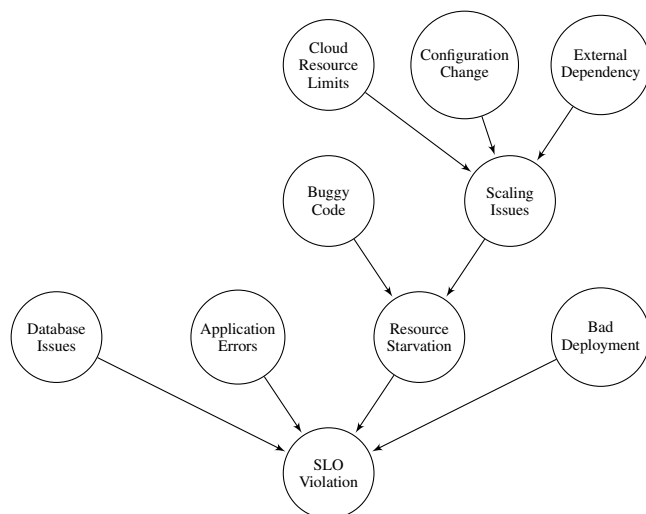 Cloud
Resource
Limits
Configuration
Change
External
Dependency
Buggy
Code
Scaling
Issues
Database
Issues
Application
Errors
Resource
Starvation
Bad
Deployment
SLO
Violation